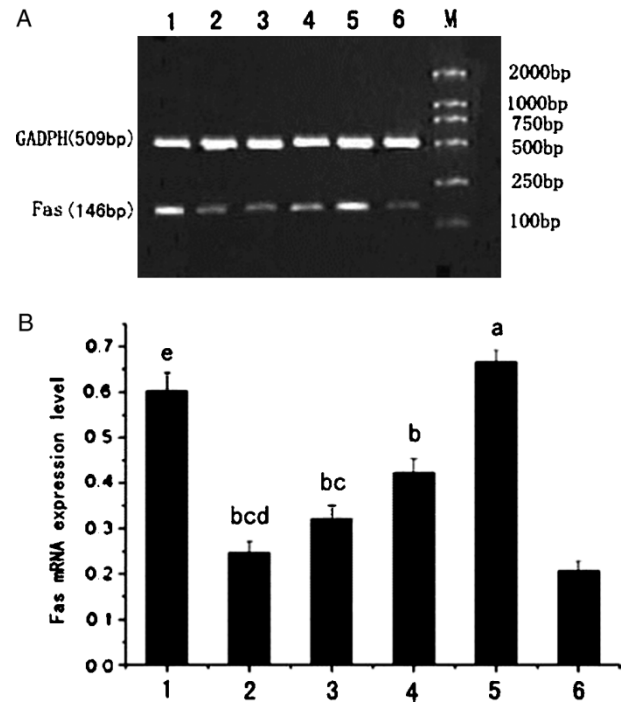 A
1 2 3 4 5 6 M
2000bp
1000bp
750bp
GADPH(509bp)
500bp
250bp
Fas(146bp)
100bp
B
Fas mRNA expression level
0.7
0.6
0.5
0.4
0.3
0.2
0.1
0.0
e
bcd
bc
b
a
1 2 3 4 5 6